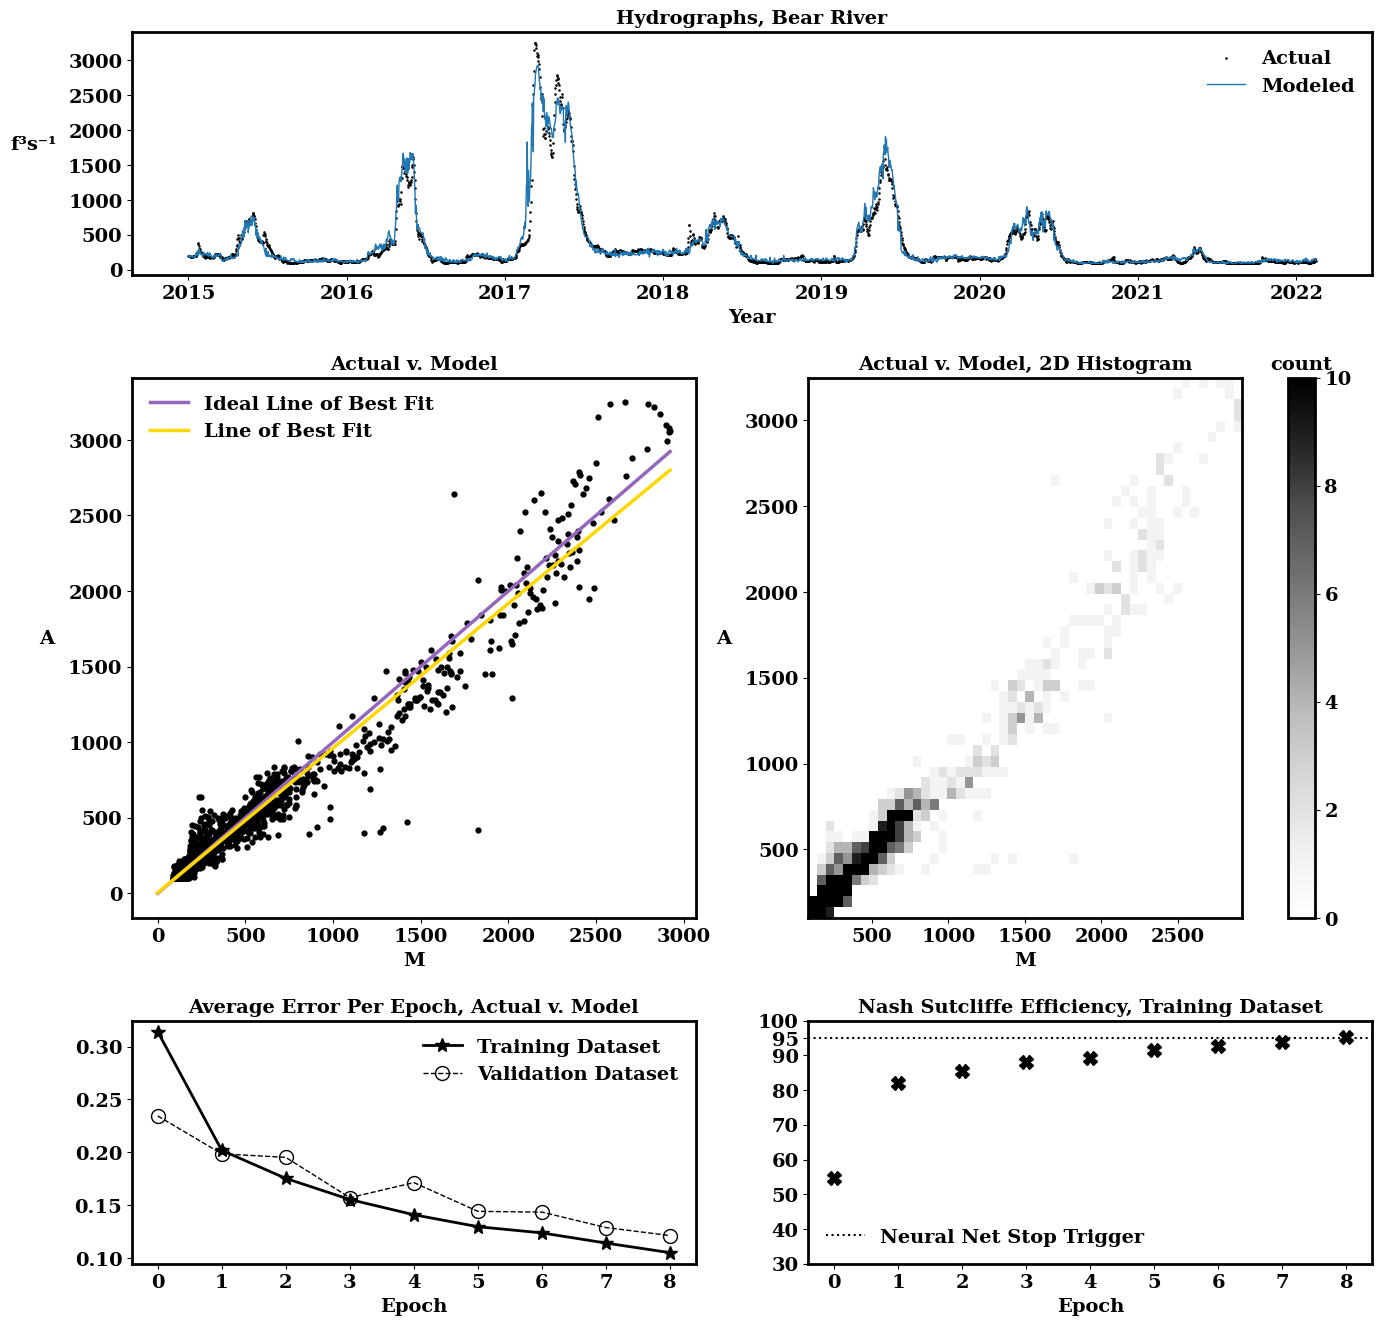 Hydrographs, Bear River
3000
2500
2000
1500
1000
500
0
f³s⁻¹
Actual
Modeled
2015 2016 2017 2018 2019 2020 2021 2022
Year
Actual v. Model
Ideal Line of Best Fit
Line of Best Fit
3000
2500
2000
1500
1000
500
0
A
0 500 1000 1500 2000 2500 3000
M
Actual v. Model, 2D Histogram
3000
2500
2000
1500
1000
500
A
500 1000 1500 2000 2500
M
count
10
8
6
4
2
0
Average Error Per Epoch, Actual v. Model
Training Dataset
Validation Dataset
0.30
0.25
0.20
0.15
0.10
0 1 2 3 4 5 6 7 8
Epoch
Nash Sutcliffe Efficiency, Training Dataset
100
95
90
80
70
60
50
40
30
Neural Net Stop Trigger
0 1 2 3 4 5 6 7 8
Epoch